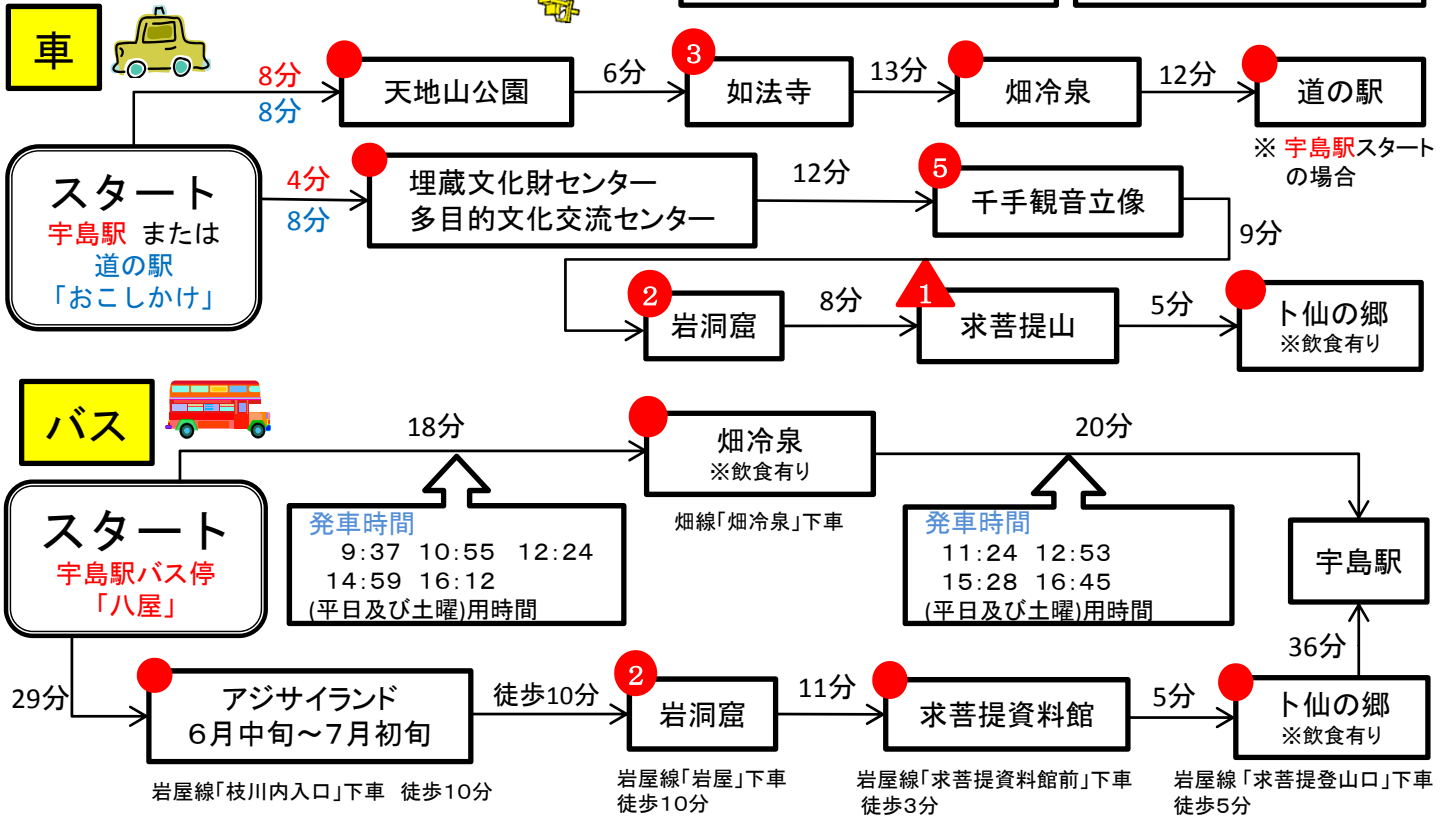 車
8分
8分
天地山公園
6分
3
如法寺
13分
畑冷泉
12分
道の駅
※ 宇島駅スタート
の場合
スタート
宇島駅 または
道の駅
「おこしかけ」
4分
8分
埋蔵文化財センター
多目的文化交流センター
12分
5
千手観音立像
9分
2
岩洞窟
8分
1
求菩提山
5分
卜仙の郷
※飲食有り
バス
スタート
宇島駅バス停
「八屋」
18分
発車時間
9:37 10:55 12:24
14:59 16:12
(平日及び土曜)用時間
畑冷泉
※飲食有り
畑線「畑冷泉」下車
20分
発車時間
11:24 12:53
15:28 16:45
(平日及び土曜)用時間
宇島駅
29分
アジサイランド
6月中旬～7月初旬
岩屋線「枝川内入口」下車 徒歩10分
徒歩10分
2
岩洞窟
岩屋線「岩屋」下車
徒歩10分
11分
求菩提資料館
岩屋線「求菩提資料館前」下車
徒歩3分
5分
卜仙の郷
※飲食有り
岩屋線「求菩提登山口」下車
徒歩5分
36分